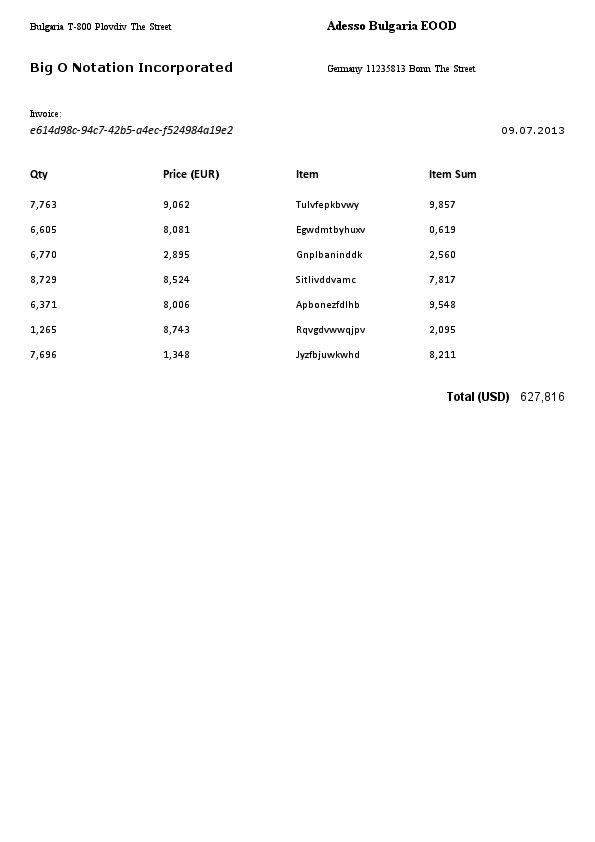 Bulgaria T-800 Plovdiv The Street
Adesso Bulgaria EOOD
Big O Notation Incorporated
Germany 11235813 Bonn The Street
Invoice:
e614d98c-94c7-42b5-a4ec-f524984a19e2
09.07.2013
Qty Price (EUR) Item Item Sum
7,763 9,062 Tulvfepkbvwy 9,857
6,605 8,081 Egwdmtbyhuxv 0,619
6,770 2,895 Gnplbaninddk 2,560
8,729 8,524 Sitlivddvamc 7,817
6,371 8,006 Apbonezfdlhb 9,548
1,265 8,743 Rqvgdvwwqjpv 2,095
7,696 1,348 Jyzfbjuwkwhd 8,211
Total (USD) 627,816